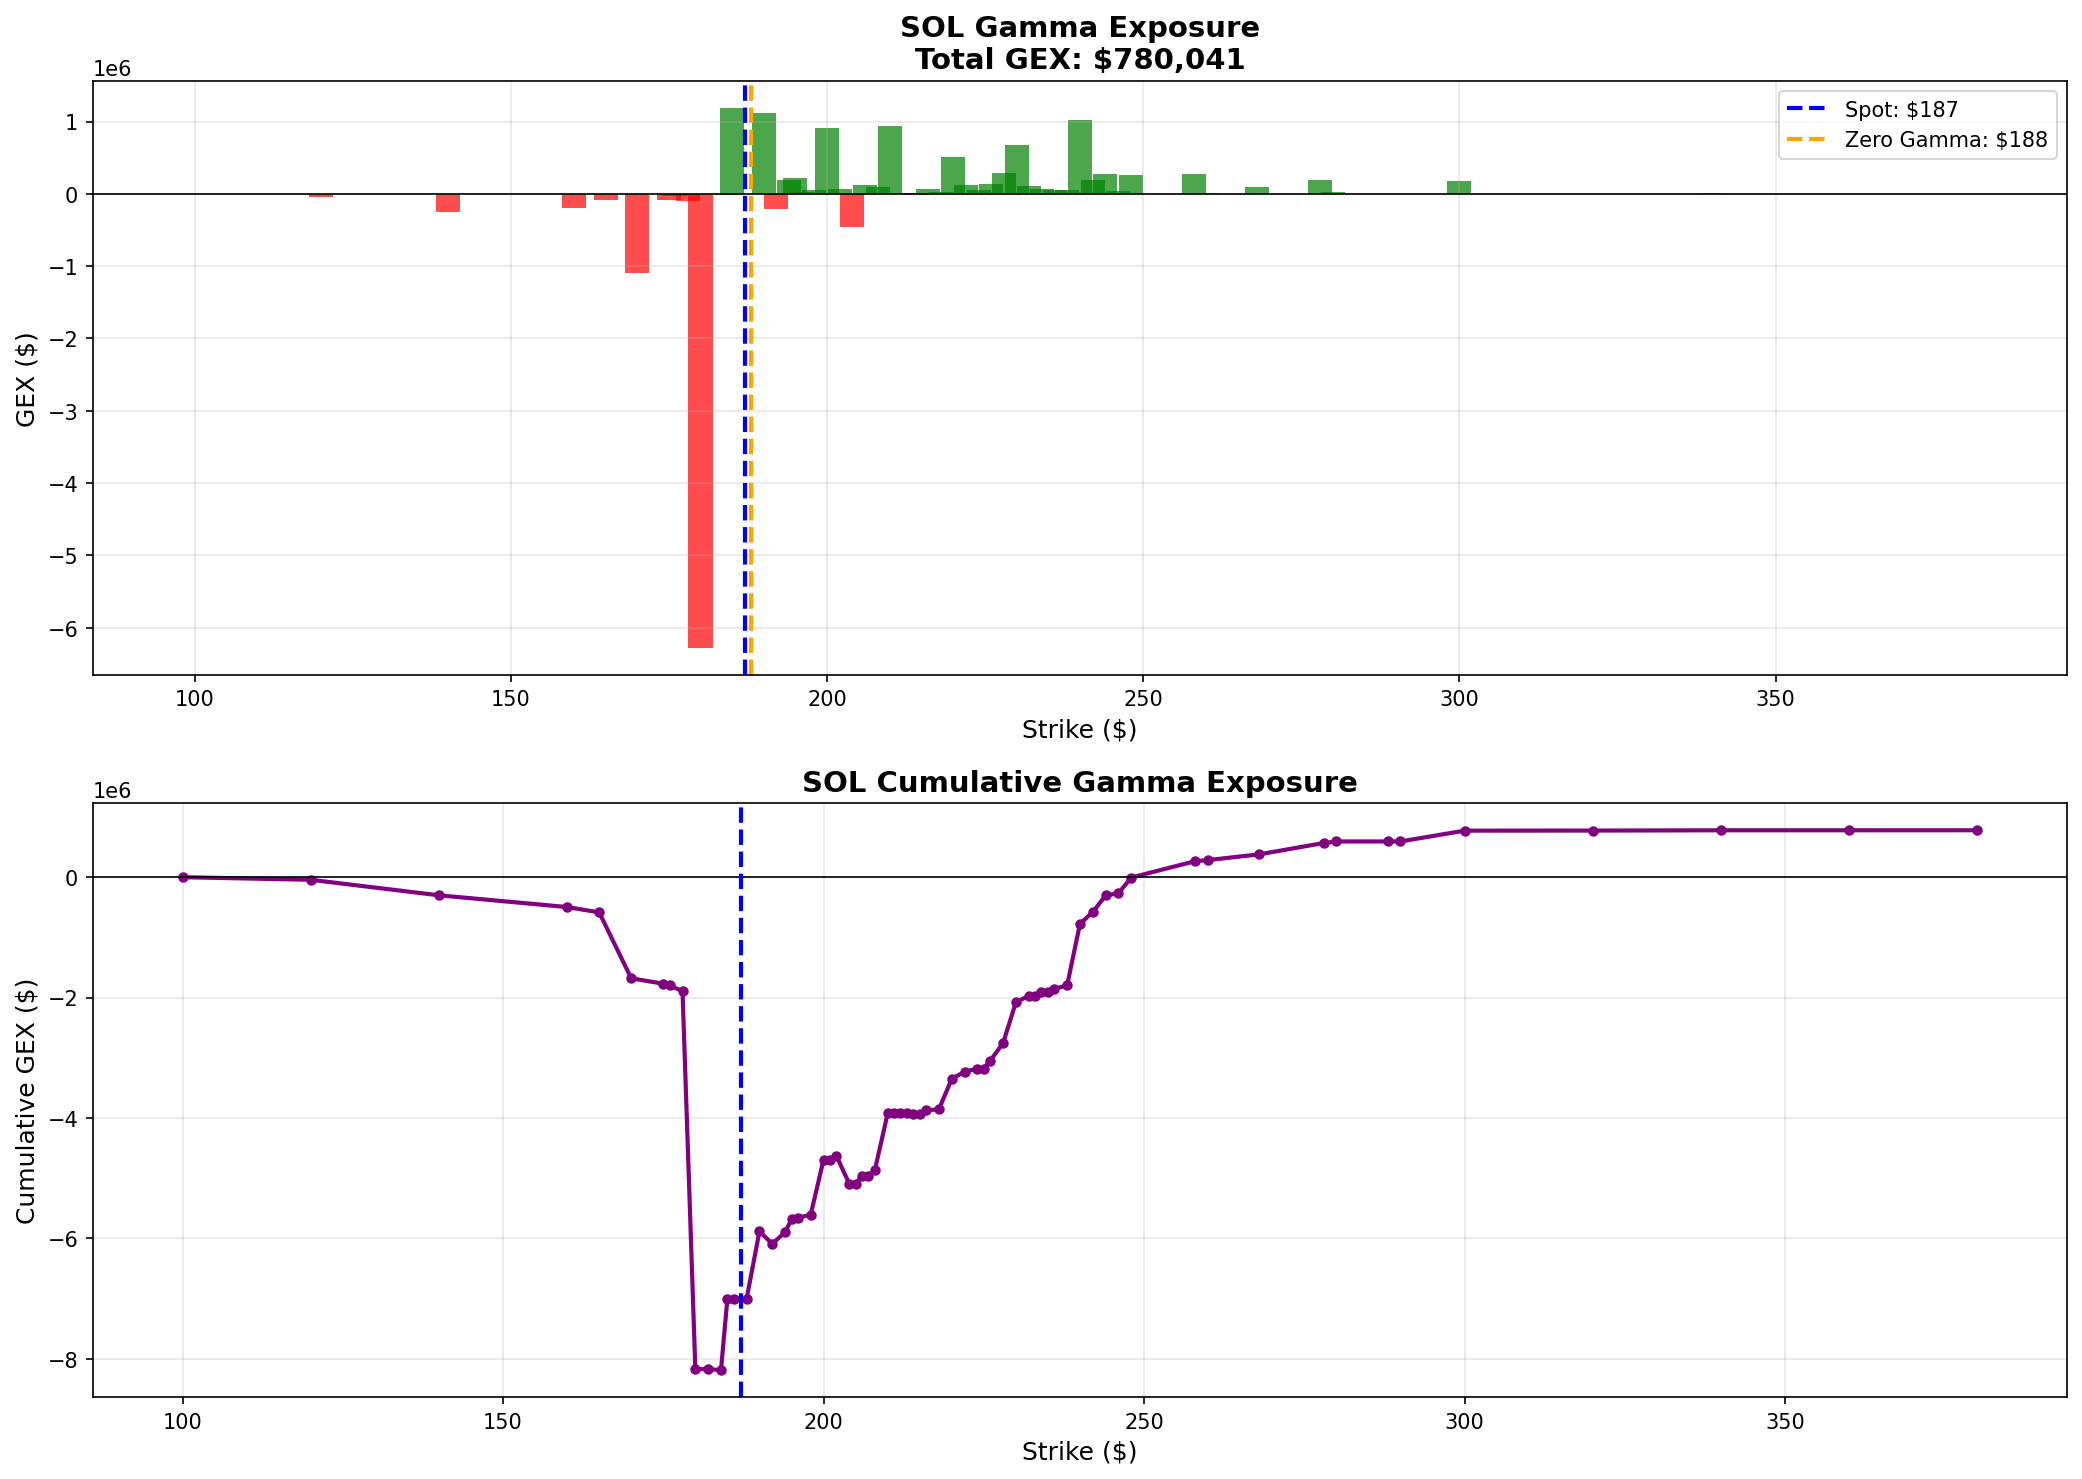 SOL Gamma Exposure
Total GEX: $780,041
1e6
Spot: $187
Zero Gamma: $188
1
0
−1
−2
−3
−4
−5
−6
GEX ($)
100 150 200 250 300 350
Strike ($)
SOL Cumulative Gamma Exposure
1e6
0
−2
−4
−6
−8
Cumulative GEX ($)
100 150 200 250 300 350
Strike ($)